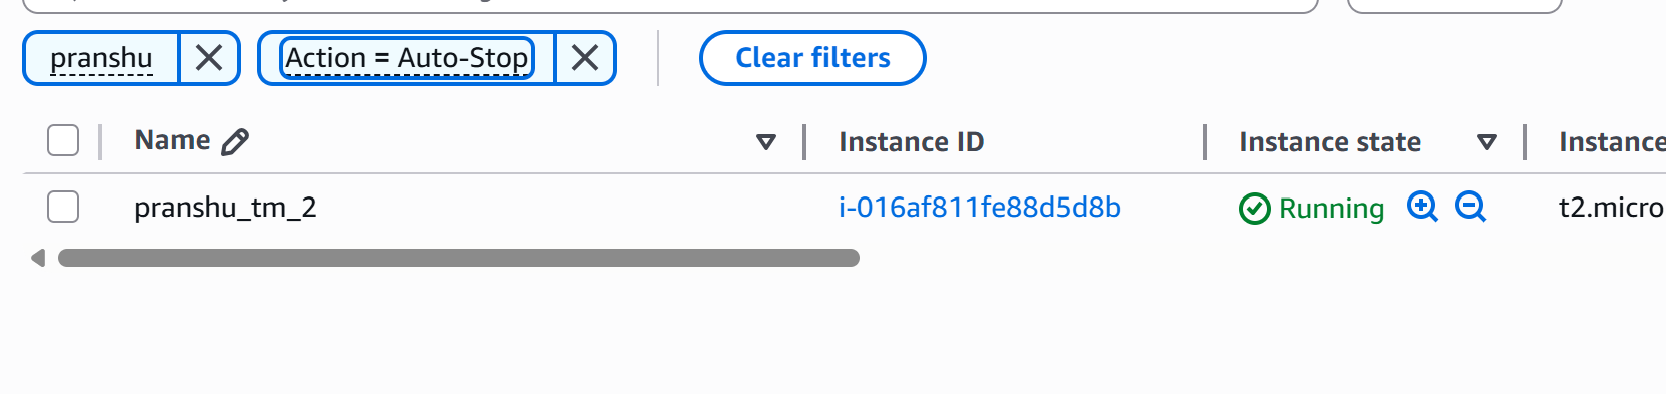 pranshu Action = Auto-Stop Clear filters
Name Instance ID Instance state Instance
pranshu_tm_2 i-016af811fe88d5d8b Running t2.micro